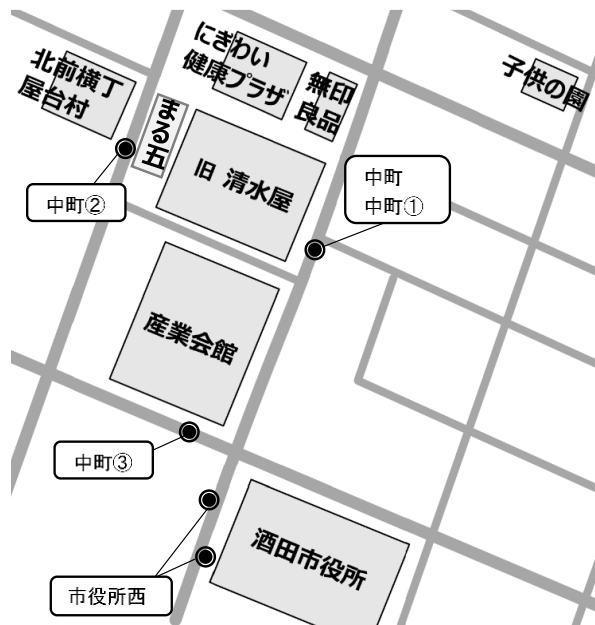 にぎわい
健康プラザ
北前横丁
屋台村
無印
良品
子供の園
まる五
旧 清水屋
中町
中町①
中町②
産業会館
中町③
酒田市役所
市役所西